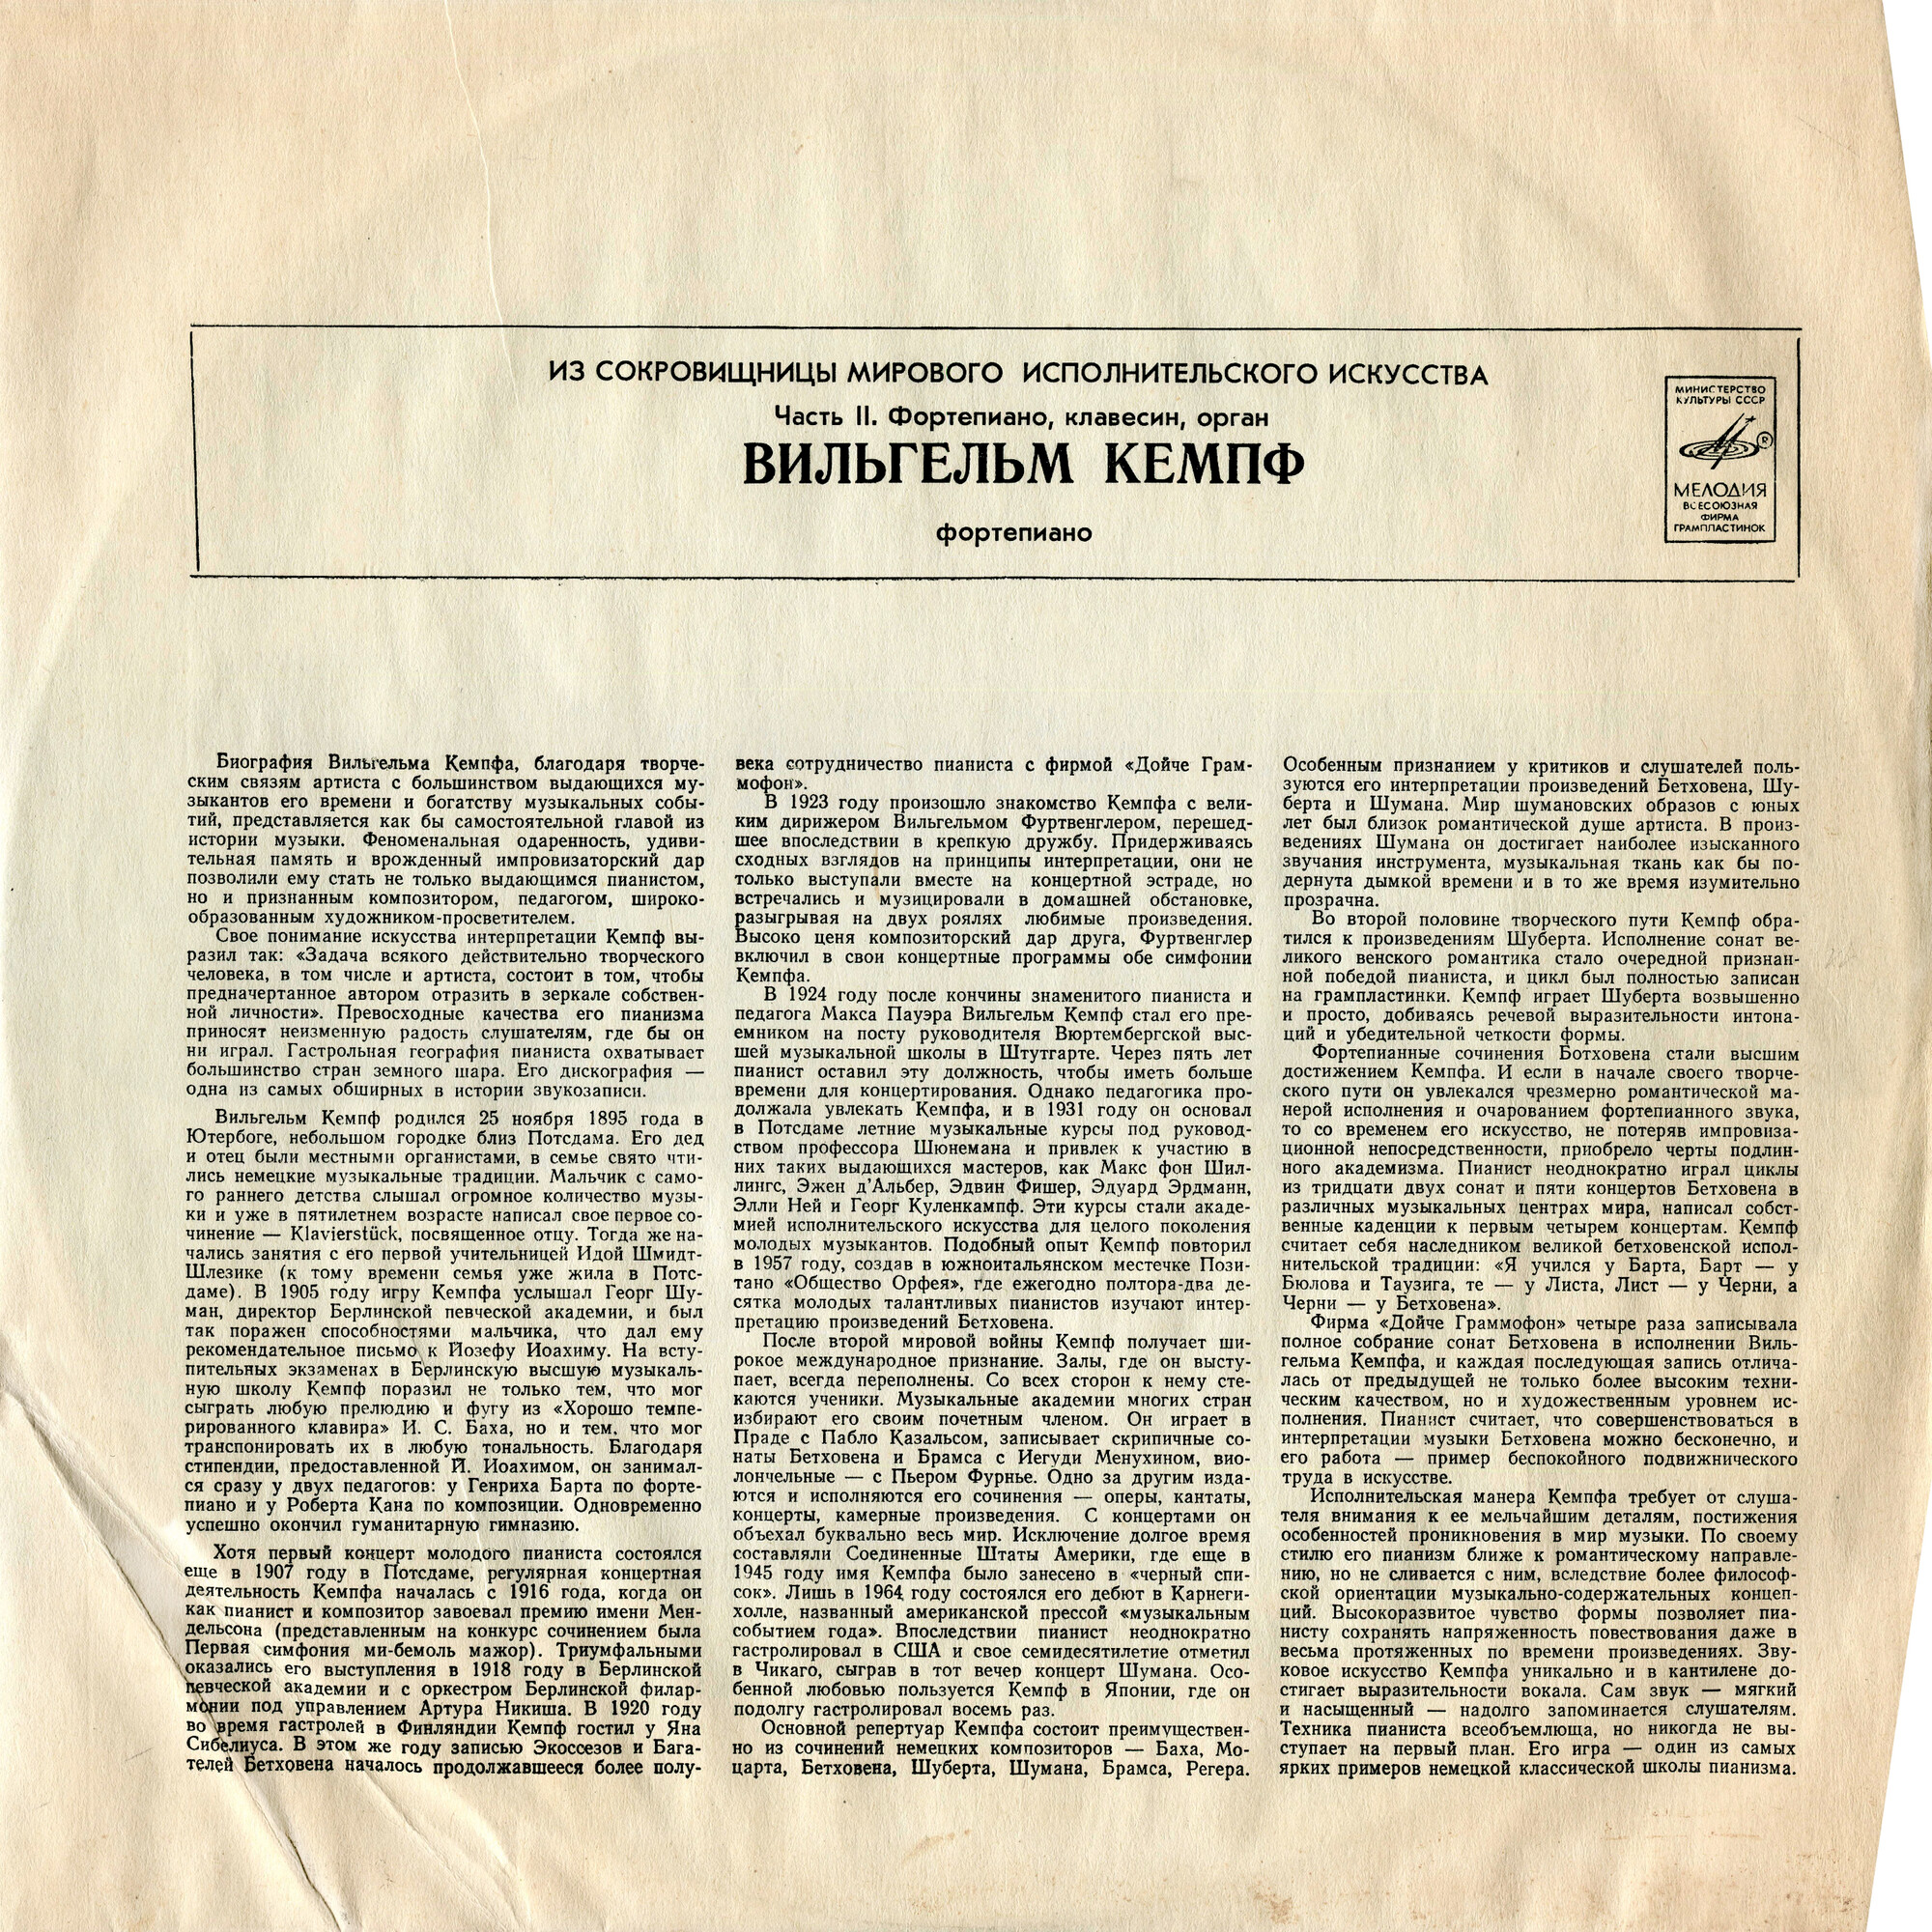 ИЗ СОКРОВИЩНИЦЫ МИРОВОГО ИСПОЛНИТЕЛЬСКОГО ИСКУССТВА
Часть II. Фортепиано, клавесин, орган
ВИЛЬГЕЛЬМ КЕМПФ
фортепиано
МИНИСТЕРСТВО
КУЛЬТУРЫ СССР
®
МЕЛОДИЯ
ВСЕСОЮЗНАЯ
ФИРМА
ГРАМПЛАСТИНОК
Биография Вильгельма Кемпфа, благодаря творче-
ским связям артиста с большинством выдающихся му-
зыкантов его времени и богатству музыкальных собы-
тий, представляется как бы самостоятельной главой из
истории музыки. Феноменальная одаренность, удиви-
тельная память и врожденный импровизаторский дар
позволили ему стать не только выдающимся пианистом,
но и признанным композитором, педагогом, широко-
образованным художником-просветителем.
Свое понимание искусства интерпретации Кемпф вы-
разил так: «Задача всякого действительно творческого
человека, в том числе и артиста, состоит в том, чтобы
предначертанное автором отразить в зеркале собствен-
ной личности». Превосходные качества его пианизма
приносят неизменную радость слушателям, где бы он
ни играл. Гастрольная география пианиста охватывает
большинство стран земного шара. Его дискография —
одна из самых обширных в истории звукозаписи.
Вильгельм Кемпф родился 25 ноября 1895 года в
Ютербоге, небольшом городке близ Потсдама. Его дед
и отец были местными органистами, в семье свято чти-
лись немецкие музыкальные традиции. Мальчик с само-
го раннего детства слышал огромное количество музы-
ки и уже в пятилетнем возрасте написал свое первое со-
чинение — Klavierstück, посвященное отцу. Тогда же на-
чались занятия с его первой учительницей Идой Шмидт-
Шлезике (к тому времени семья уже жила в Потс-
даме). В 1905 году игру Кемпфа услышал Георг Шу-
ман, директор Берлинской певческой академии, и был
так поражен способностями мальчика, что дал ему
рекомендательное письмо к Йозефу Иоахиму. На всту-
пительных экзаменах в Берлинскую высшую музыкаль-
ную школу Кемпф поразил не только тем, что мог
сыграть любую прелюдию и фугу из «Хорошо темпе-
рированного клавира» И. С. Баха, но и тем, что мог
транспонировать их в любую тональность. Благодаря
стипендии, предоставленной Й. Иоахимом, он занимал-
ся сразу у двух педагогов: у Генриха Барта по форте-
пиано и у Роберта Кана по композиции. Одновременно
успешно окончил гуманитарную гимназию.
Хотя первый концерт молодого пианиста состоялся
еще в 1907 году в Потсдаме, регулярная концертная
деятельность Кемпфа началась с 1916 года, когда он
как пианист и композитор завоевал премию имени Мен-
дельсона (представленным на конкурс сочинением была
Первая симфония ми-бемоль мажор). Триумфальными
оказались его выступления в 1918 году в Берлинской
певческой академии и с оркестром Берлинской филар-
монии под управлением Артура Никиша. В 1920 году
во время гастролей в Финляндии Кемпф гостил у Яна
Сибелиуса. В этом же году записью Экоссезов и Бага-
телей Бетховена началось продолжавшееся более полу-
века сотрудничество пианиста с фирмой «Дойче Грам-
мофон».
В 1923 году произошло знакомство Кемпфа с вели-
ким дирижером Вильгельмом Фуртвенглером, перешед-
шее впоследствии в крепкую дружбу. Придерживаясь
сходных взглядов на принципы интерпретации, они не
только выступали вместе на концертной эстраде, но
встречались и музицировали в домашней обстановке,
разыгрывая на двух роялях любимые произведения.
Высоко ценя композиторский дар друга, Фуртвенглер
включил в свои концертные программы обе симфонии
Кемпфа.
В 1924 году после кончины знаменитого пианиста и
педагога Макса Пауэра Вильгельм Кемпф стал его пре-
емником на посту руководителя Вюртембергской выс-
шей музыкальной школы в Штутгарте. Через пять лет
пианист оставил эту должность, чтобы иметь больше
времени для концертирования. Однако педагогика про-
должала увлекать Кемпфа, и в 1931 году он основал
в Потсдаме летние музыкальные курсы под руковод-
ством профессора Шюнемана и привлек к участию в
них таких выдающихся мастеров, как Макс фон Шил-
лингс, Эжен д'Альбер, Эдвин Фишер, Эдуард Эрдманн,
Элли Ней и Георг Куленкампф. Эти курсы стали акаде-
мией исполнительского искусства для целого поколения
молодых музыкантов. Подобный опыт Кемпф повторил
в 1957 году, создав в южноитальянском местечке Пози-
тано «Общество Орфея», где ежегодно полтора-два де-
сятка молодых талантливых пианистов изучают интер-
претацию произведений Бетховена.
После второй мировой войны Кемпф получает ши-
рокое международное признание. Залы, где он высту-
пает, всегда переполнены. Со всех сторон к нему сте-
каются ученики. Музыкальные академии многих стран
избирают его своим почетным членом. Он играет в
Праде с Пабло Казальсом, записывает скрипичные со-
наты Бетховена и Брамса с Иегуди Менухином, вио-
лончельные — с Пьером Фурнье. Одно за другим изда-
ются и исполняются его сочинения — оперы, кантаты,
концерты, камерные произведения. С концертами он
объехал буквально весь мир. Исключение долгое время
составляли Соединенные Штаты Америки, где еще в
1945 году имя Кемпфа было занесено в «черный спи-
сок». Лишь в 1964 году состоялся его дебют в Карнеги-
холле, названный американской прессой «музыкальным
событием года». Впоследствии пианист неоднократно
гастролировал в США и свое семидесятилетие отметил
в Чикаго, сыграв в тот вечер концерт Шумана. Осо-
бенной любовью пользуется Кемпф в Японии, где он
подолгу гастролировал восемь раз.
Основной репертуар Кемпфа состоит преимуществен-
но из сочинений немецких композиторов — Баха, Мо-
царта, Бетховена, Шуберта, Шумана, Брамса, Регера.
Особенным признанием у критиков и слушателей поль-
зуются его интерпретации произведений Бетховена, Шу-
берта и Шумана. Мир шумановских образов с юных
лет был близок романтической душе артиста. В произ-
ведениях Шумана он достигает наиболее изысканного
звучания инструмента, музыкальная ткань как бы по-
дернута дымкой времени и в то же время изумительно
прозрачна.
Во второй половине творческого пути Кемпф обра-
тился к произведениям Шуберта. Исполнение сонат ве-
ликого венского романтика стало очередной признан-
ной победой пианиста, и цикл был полностью записан
на грампластинки. Кемпф играет Шуберта возвышенно
и просто, добиваясь речевой выразительности интона-
ций и убедительной четкости формы.
Фортепианные сочинения Ботховена стали высшим
достижением Кемпфа. И если в начале своего творче-
ского пути он увлекался чрезмерно романтической ма-
нерой исполнения и очарованием фортепианного звука,
то со временем его искусство, не потеряв импровиза-
ционной непосредственности, приобрело черты подлин-
ного академизма. Пианист неоднократно играл циклы
из тридцати двух сонат и пяти концертов Бетховена в
различных музыкальных центрах мира, написал собст-
венные каденции к первым четырем концертам. Кемпф
считает себя наследником великой бетховенской испол-
нительской традиции: «Я учился у Барта, Барт — у
Бюлова и Таузига, те — у Листа, Лист — у Черни, а
Черни — у Бетховена».
Фирма «Дойче Граммофон» четыре раза записывала
полное собрание сонат Бетховена в исполнении Виль-
гельма Кемпфа, и каждая последующая запись отлича-
лась от предыдущей не только более высоким техни-
ческим качеством, но и художественным уровнем ис-
полнения. Пианист считает, что совершенствоваться в
интерпретации музыки Бетховена можно бесконечно, и
его работа — пример беспокойного подвижнического
труда в искусстве.
Исполнительская манера Кемпфа требует от слуша-
теля внимания к ее мельчайшим деталям, постижения
особенностей проникновения в мир музыки. По своему
стилю его пианизм ближе к романтическому направле-
нию, но не сливается с ним, вследствие более философ-
ской ориентации музыкально-содержательных концеп-
ций. Высокоразвитое чувство формы позволяет пиа-
нисту сохранять напряженность повествования даже в
весьма протяженных по времени произведениях. Зву-
ковое искусство Кемпфа уникально и в кантилене до-
стигает выразительности вокала. Сам звук — мягкий
и насыщенный — надолго запоминается слушателям.
Техника пианиста всеобъемлюща, но никогда не вы-
ступает на первый план. Его игра — один из самых
ярких примеров немецкой классической школы пианизма.